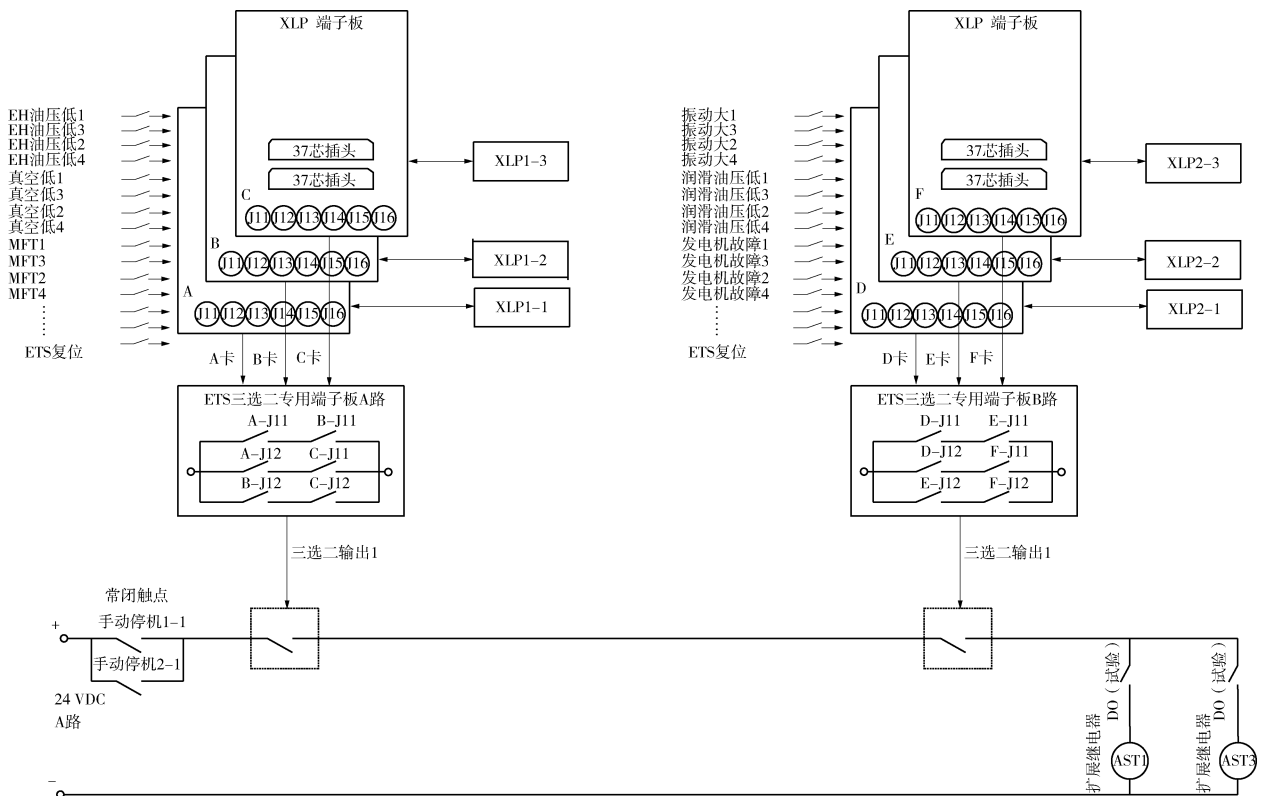 XLP 端子板
EH油压低1
EH油压低3
EH油压低2
EH油压低4
真空低1
真空低3
真空低2
真空低4
MFT1
MFT3
MFT2
MFT4
ETS复位
37芯插头
37芯插头
C
J11 J12 J13 J14 J15 J16
B
J11 J12 J13 J14 J15 J16
A
J11 J12 J13 J14 J15 J16
XLP1-3
XLP1-2
XLP1-1
A卡 B卡 C卡
ETS三选二专用端子板A路
A-J11 B-J11
A-J12 C-J11
B-J12 C-J12
三选二输出1
XLP 端子板
振动大1
振动大3
振动大2
振动大4
润滑油压低1
润滑油压低3
润滑油压低2
润滑油压低4
发电机故障1
发电机故障3
发电机故障2
发电机故障4
ETS复位
37芯插头
37芯插头
F
J11 J12 J13 J14 J15 J16
E
J11 J12 J13 J14 J15 J16
D
J11 J12 J13 J14 J15 J16
XLP2-3
XLP2-2
XLP2-1
D卡 E卡 F卡
ETS三选二专用端子板B路
D-J11 E-J11
D-J12 F-J11
E-J12 F-J12
三选二输出1
常闭触点
+ 手动停机1-1
手动停机2-1
24 VDC
A路
−
DO（试验）
扩展继电器
AST1
DO（试验）
扩展继电器
AST3